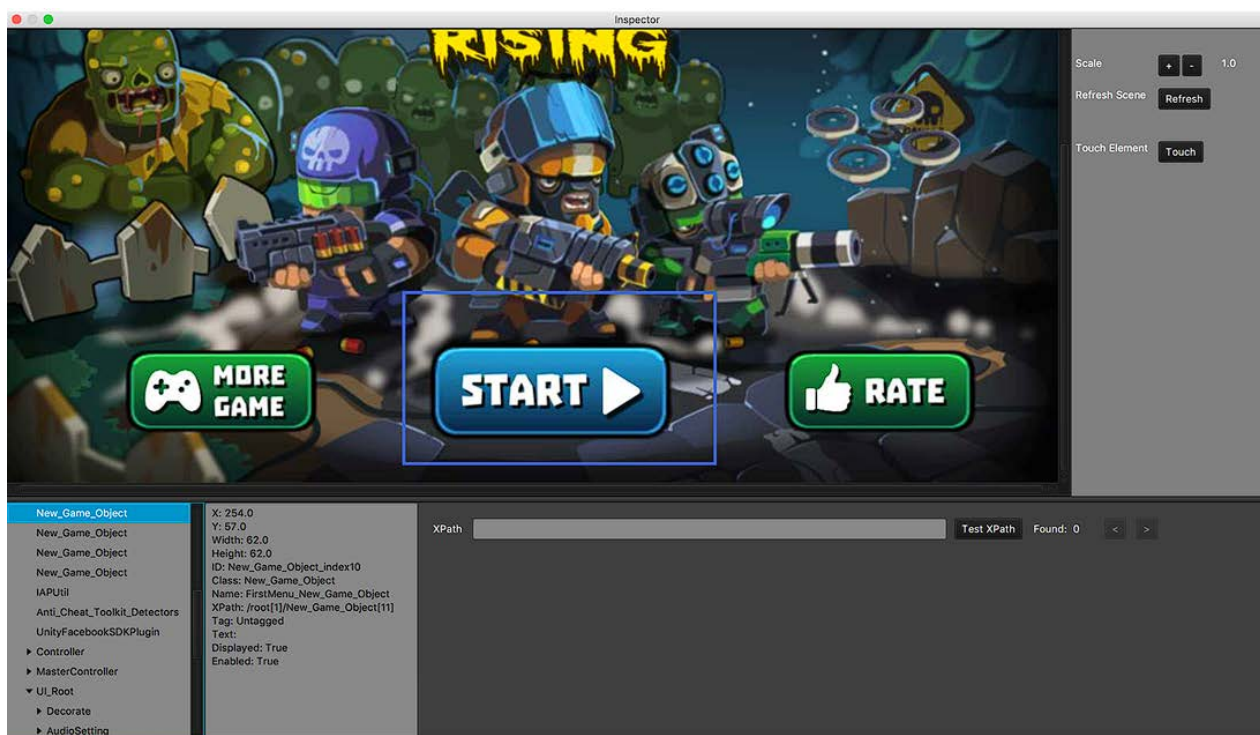 Inspector
RISING
MORE
GAME
START
RATE
Scale + - 1.0
Refresh Scene Refresh
Touch Element Touch
New_Game_Object
New_Game_Object
New_Game_Object
New_Game_Object
IAPUtil
Anti_Cheat_Toolkit_Detectors
UnityFacebookSDKPlugin
Controller
MasterController
UI_Root
Decorate
AudioSetting
X: 254.0
Y: 57.0
Width: 62.0
Height: 62.0
ID: New_Game_Object_index10
Class: New_Game_Object
Name: FirstMenu_New_Game_Object
XPath: /root[1]/New_Game_Object[11]
Tag: Untagged
Text:
Displayed: True
Enabled: True
XPath Test XPath Found: 0 < >